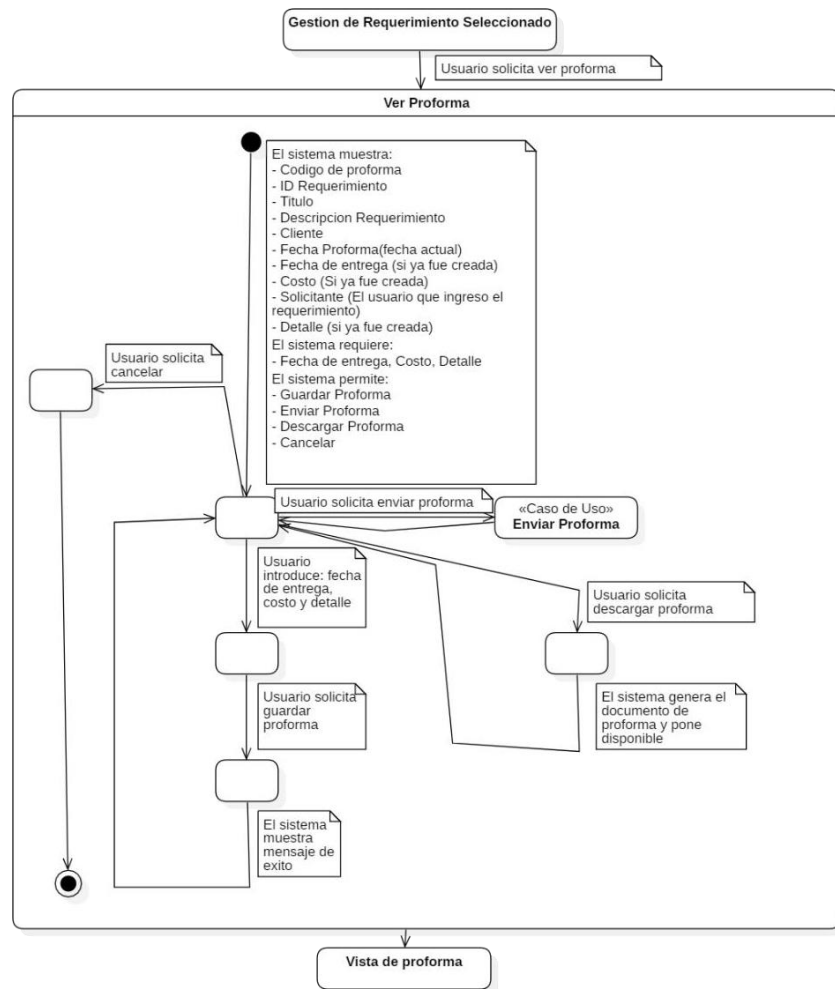 Gestion de Requerimiento Seleccionado
Usuario solicita ver proforma
Ver Proforma
El sistema muestra:
- Codigo de proforma
- ID Requerimiento
- Titulo
- Descripcion Requerimiento
- Cliente
- Fecha Proforma(fecha actual)
- Fecha de entrega (si ya fue creada)
- Costo (Si ya fue creada)
- Solicitante (El usuario que ingreso el
requerimiento)
- Detalle (si ya fue creada)
El sistema requiere:
- Fecha de entrega, Costo, Detalle
El sistema permite:
- Guardar Proforma
- Enviar Proforma
- Descargar Proforma
- Cancelar
Usuario solicita
cancelar
Usuario solicita enviar proforma
«Caso de Uso»
Enviar Proforma
Usuario
introduce: fecha
de entrega,
costo y detalle
Usuario solicita
descargar proforma
Usuario solicita
guardar
proforma
El sistema genera el
documento de
proforma y pone
disponible
El sistema
muestra
mensaje de
exito
Vista de proforma